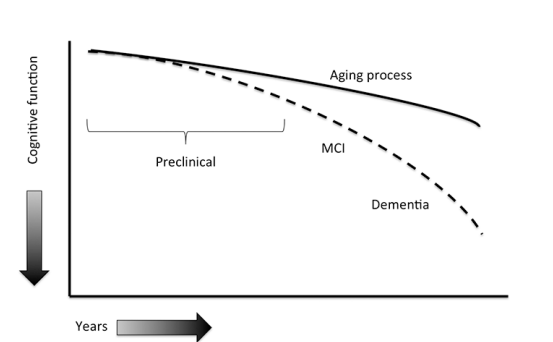 Cognitive function
Aging process
MCI
Preclinical
Dementia
Years